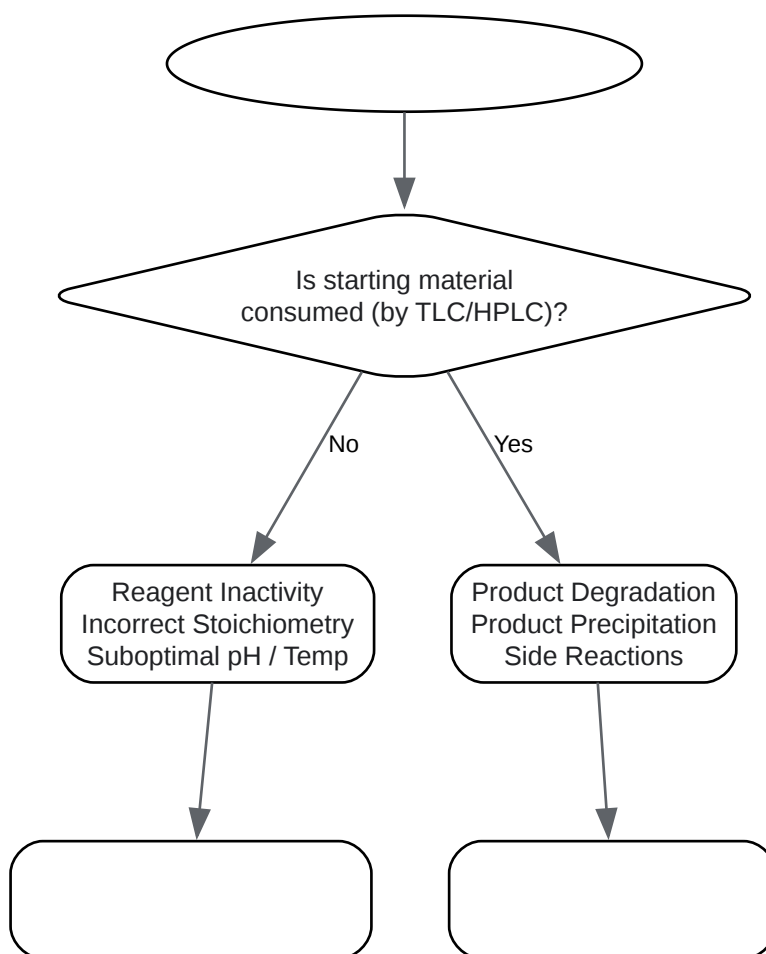 Is starting material
consumed (by TLC/HPLC)?
No
Yes
Reagent Inactivity
Incorrect Stoichiometry
Suboptimal pH / Temp
Product Degradation
Product Precipitation
Side Reactions